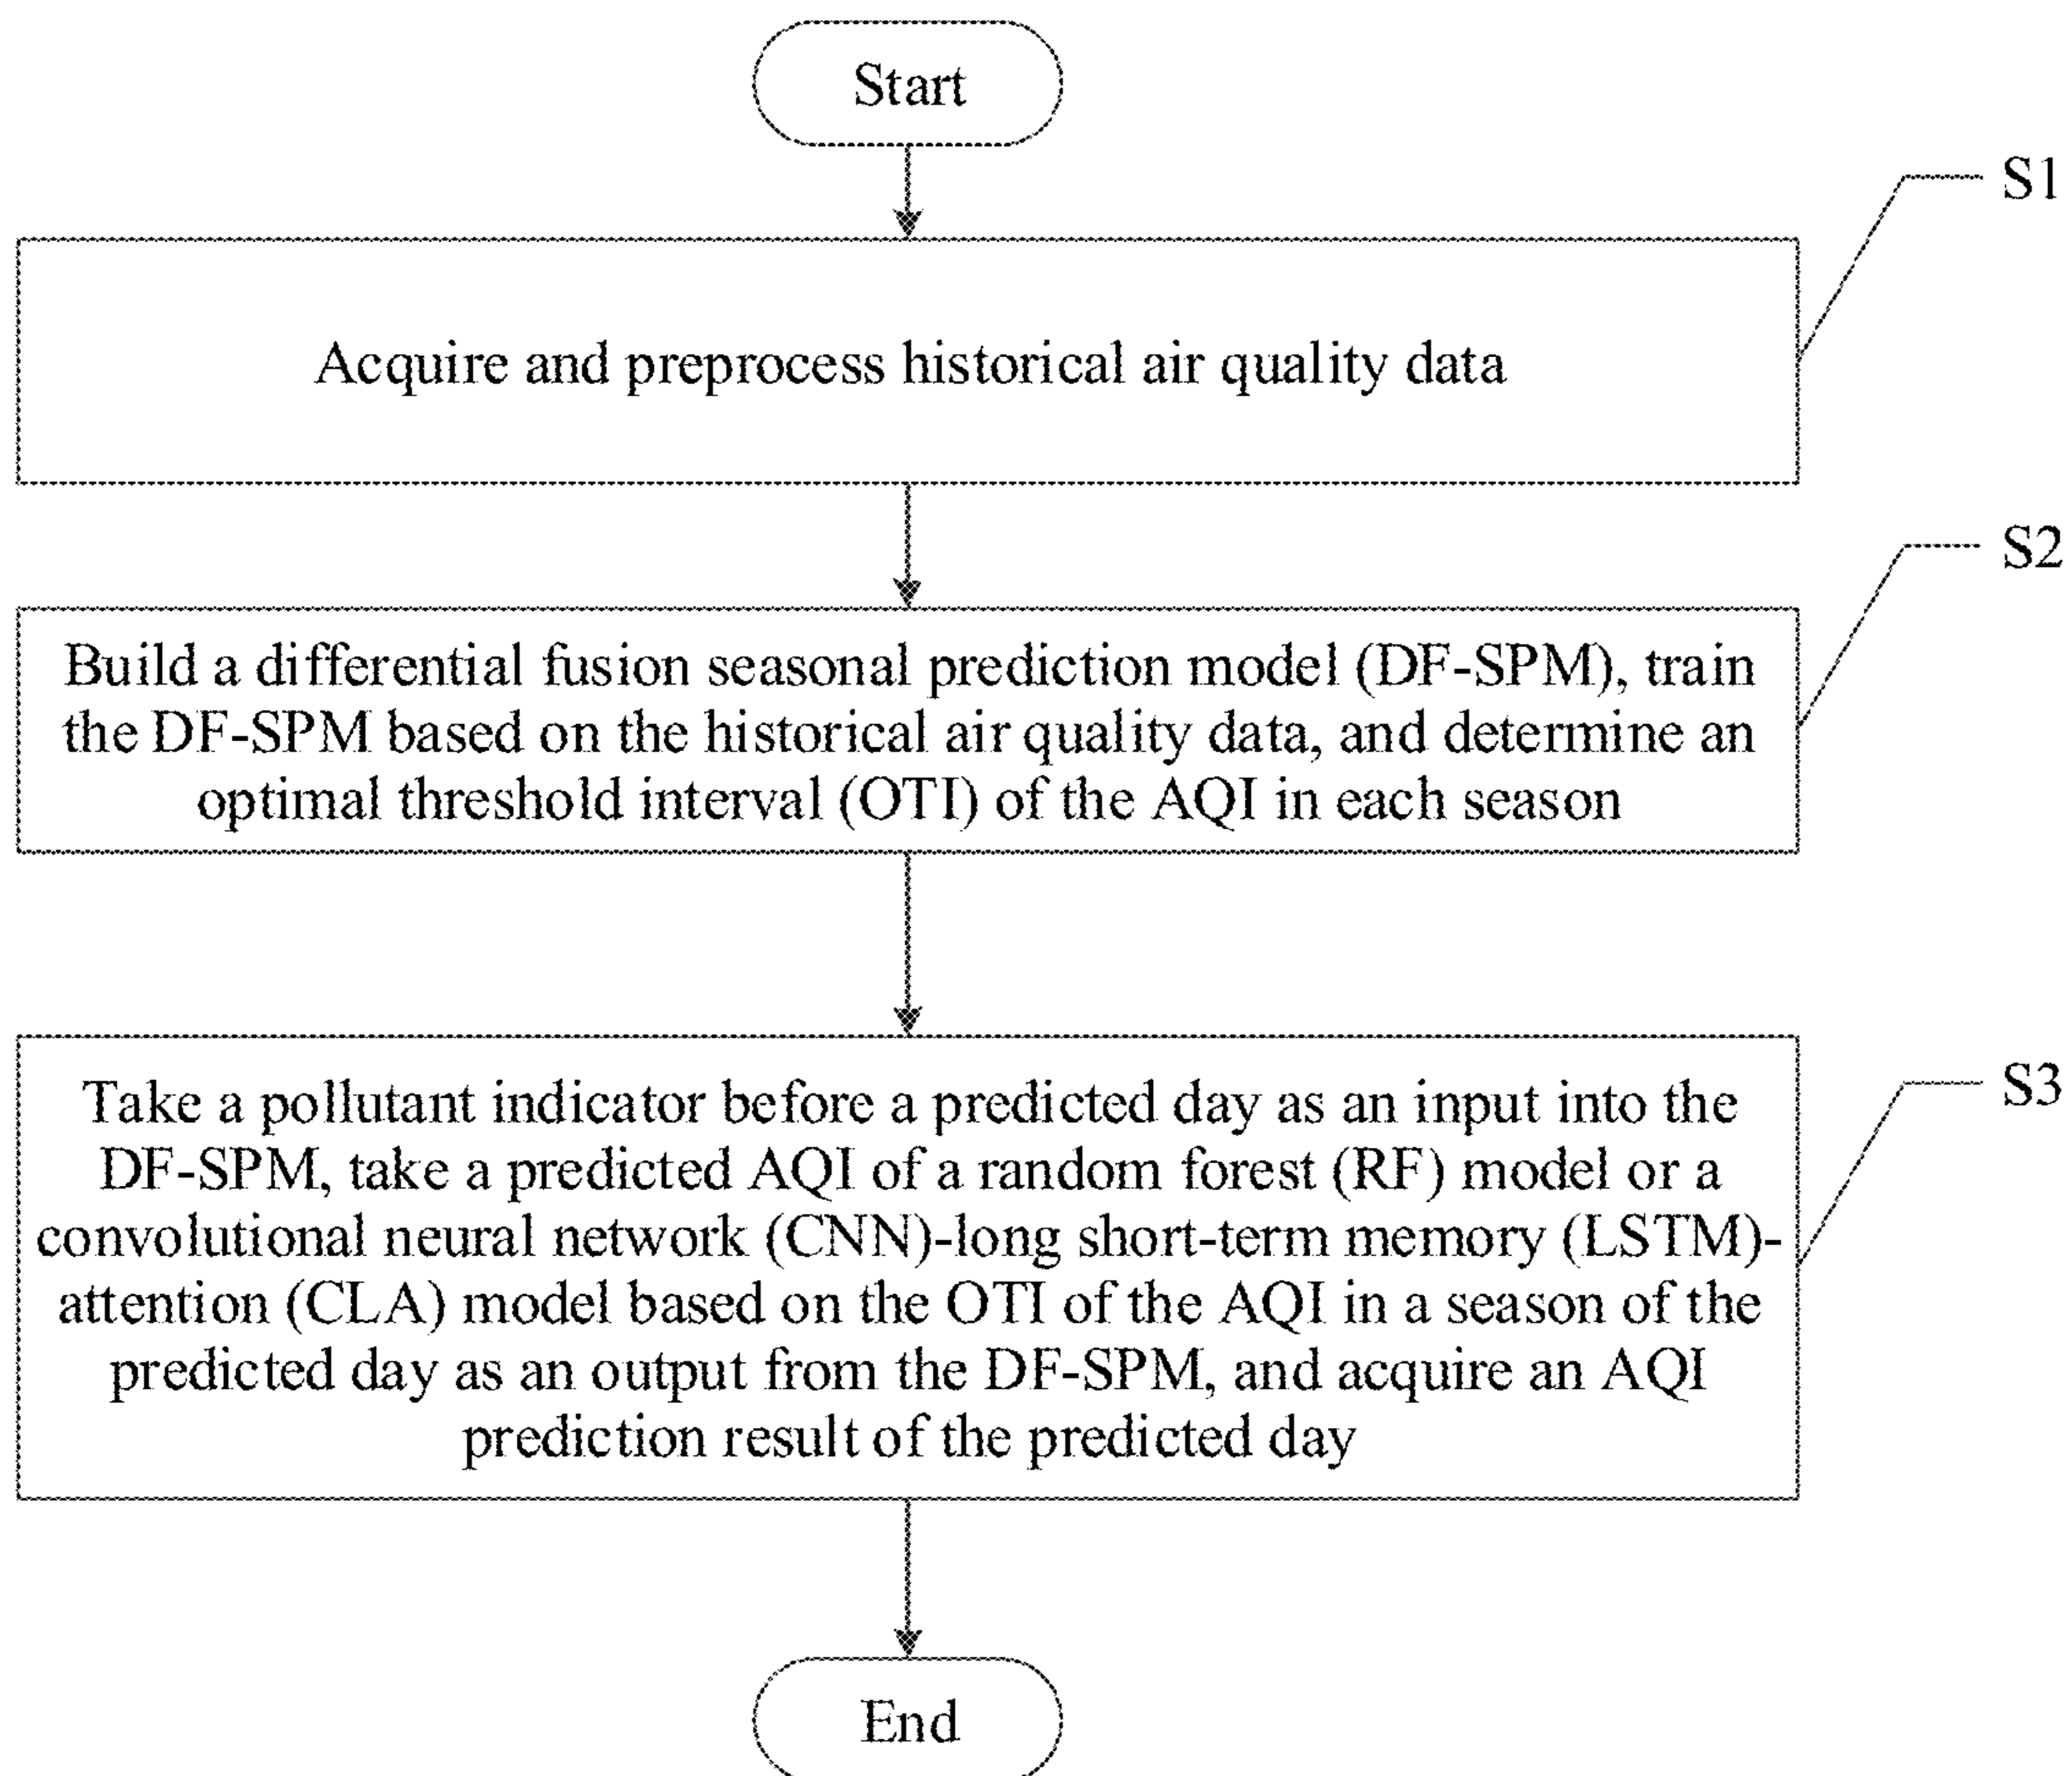 Start
S1
Acquire and preprocess historical air quality data
S2
Build a differential fusion seasonal prediction model (DF-SPM), train
the DF-SPM based on the historical air quality data, and determine an
optimal threshold interval (OTI) of the AQI in each season
S3
Take a pollutant indicator before a predicted day as an input into the
DF-SPM, take a predicted AQI of a random forest (RF) model or a
convolutional neural network (CNN)-long short-term memory (LSTM)-
attention (CLA) model based on the OTI of the AQI in a season of the
predicted day as an output from the DF-SPM, and acquire an AQI
prediction result of the predicted day
End